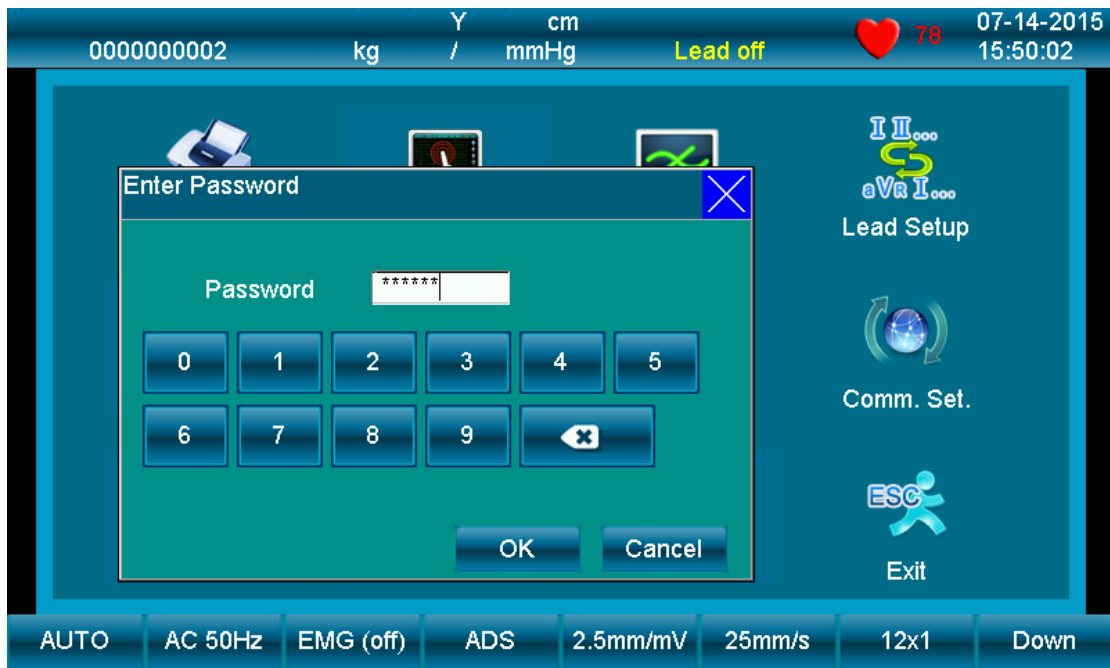 Y cm 07-14-2015
0000000002 kg / mmHg Lead off 78 15:50:02
I II...
aVR I...
Lead Setup
Enter Password
Password ******
0 1 2 3 4 5
6 7 8 9
OK Cancel
Comm. Set.
ESC
Exit
AUTO AC 50Hz EMG (off) ADS 2.5mm/mV 25mm/s 12x1 Down